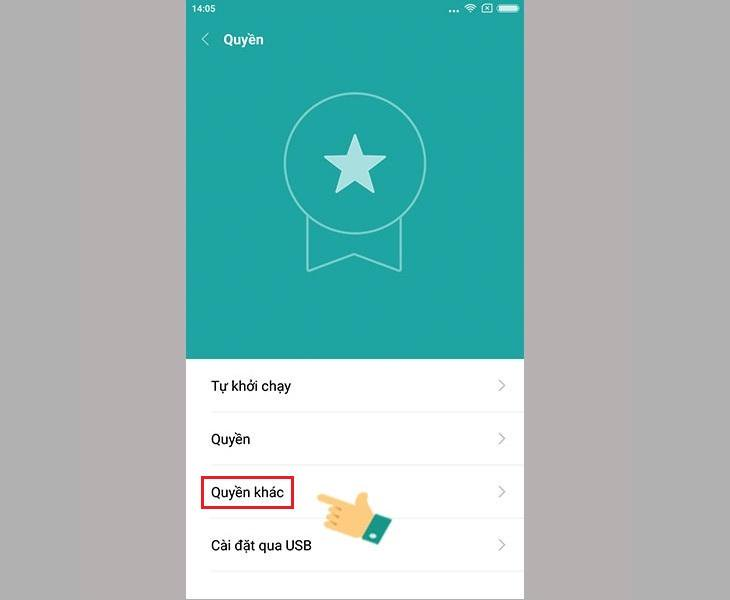 14:05
Quyền
Tự khởi chạy
Quyền
Quyền khác
Cài đặt qua USB